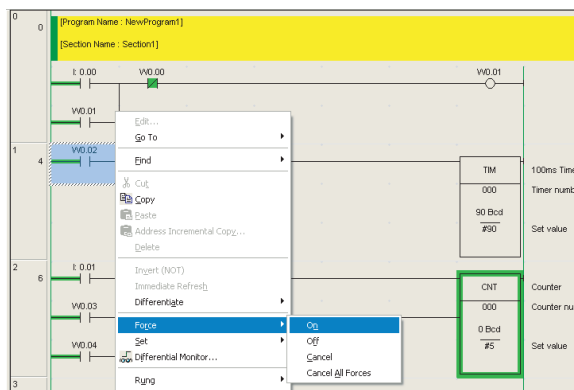 0
0
[Program Name : NewProgram1]
[Section Name : Section1]
I: 0.00
W0.00
W0.01
W0.01
1
4
W0.02
TIM
100ms Time
000
Timer numb
90 Bcd
#90
Set value
2
6
I: 0.01
CNT
Counter
W0.03
000
Counter nu
0 Bcd
W0.04
#5
Set value
3
Edit...
Go To
Find
Cut
Copy
Paste
Address Incremental Copy...
Delete
Invert (NOT)
Immediate Refresh
Differentiate
Force
Set
Differential Monitor...
Rung
On
Off
Cancel
Cancel All Forces